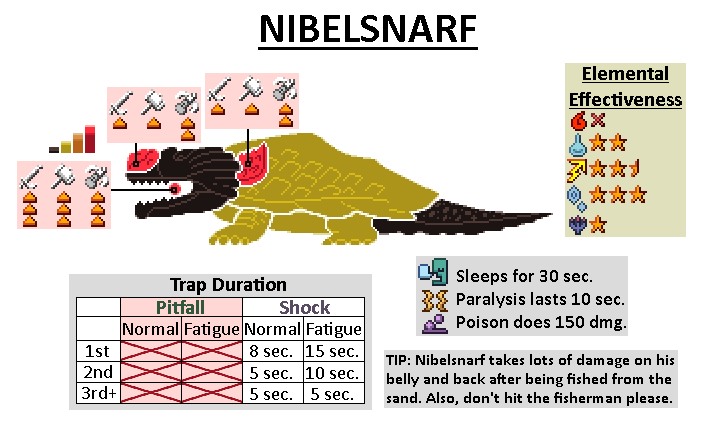 NIBELSNARF
Elemental
Effectiveness
Trap Duration
Pitfall Shock
Normal Fatigue Normal Fatigue
1st 8 sec. 15 sec.
2nd 5 sec. 10 sec.
3rd+ 5 sec. 5 sec.
Sleeps for 30 sec.
Paralysis lasts 10 sec.
Poison does 150 dmg.
TIP: Nibelsnarf takes lots of damage on his
belly and back after being fished from the
sand. Also, don't hit the fisherman please.